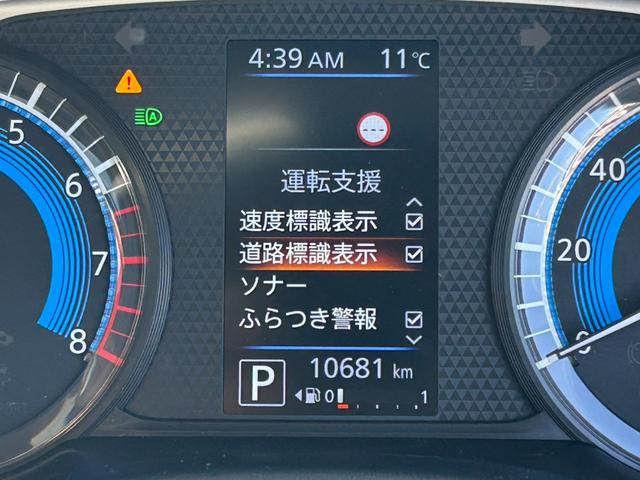 4:39 AM 11℃
運転支援
速度標識表示
道路標識表示
ソナー
ふらつき警報
P 10681 km
0 1
5
6
7
8
40
20
0
A